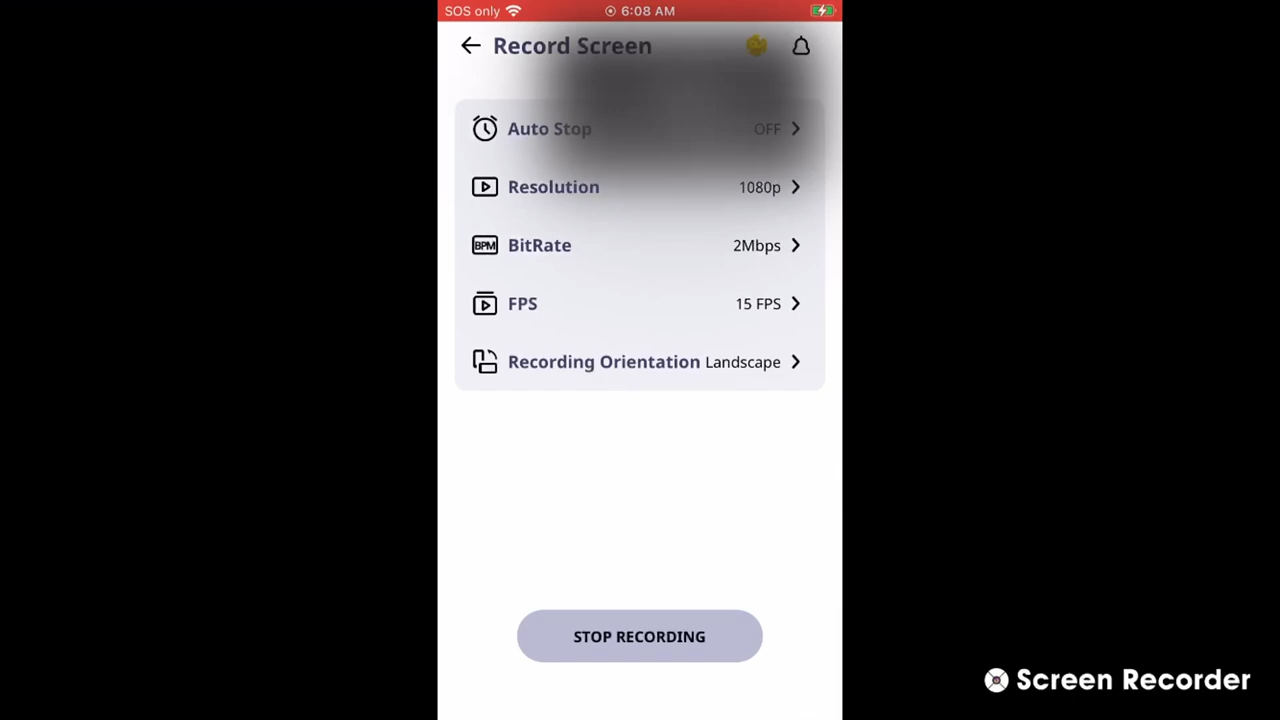 SOS only 6:08 AM
Record Screen
Auto Stop OFF
Resolution 1080p
BPM BitRate 2Mbps
FPS 15 FPS
Recording Orientation Landscape
STOP RECORDING
Screen Recorder